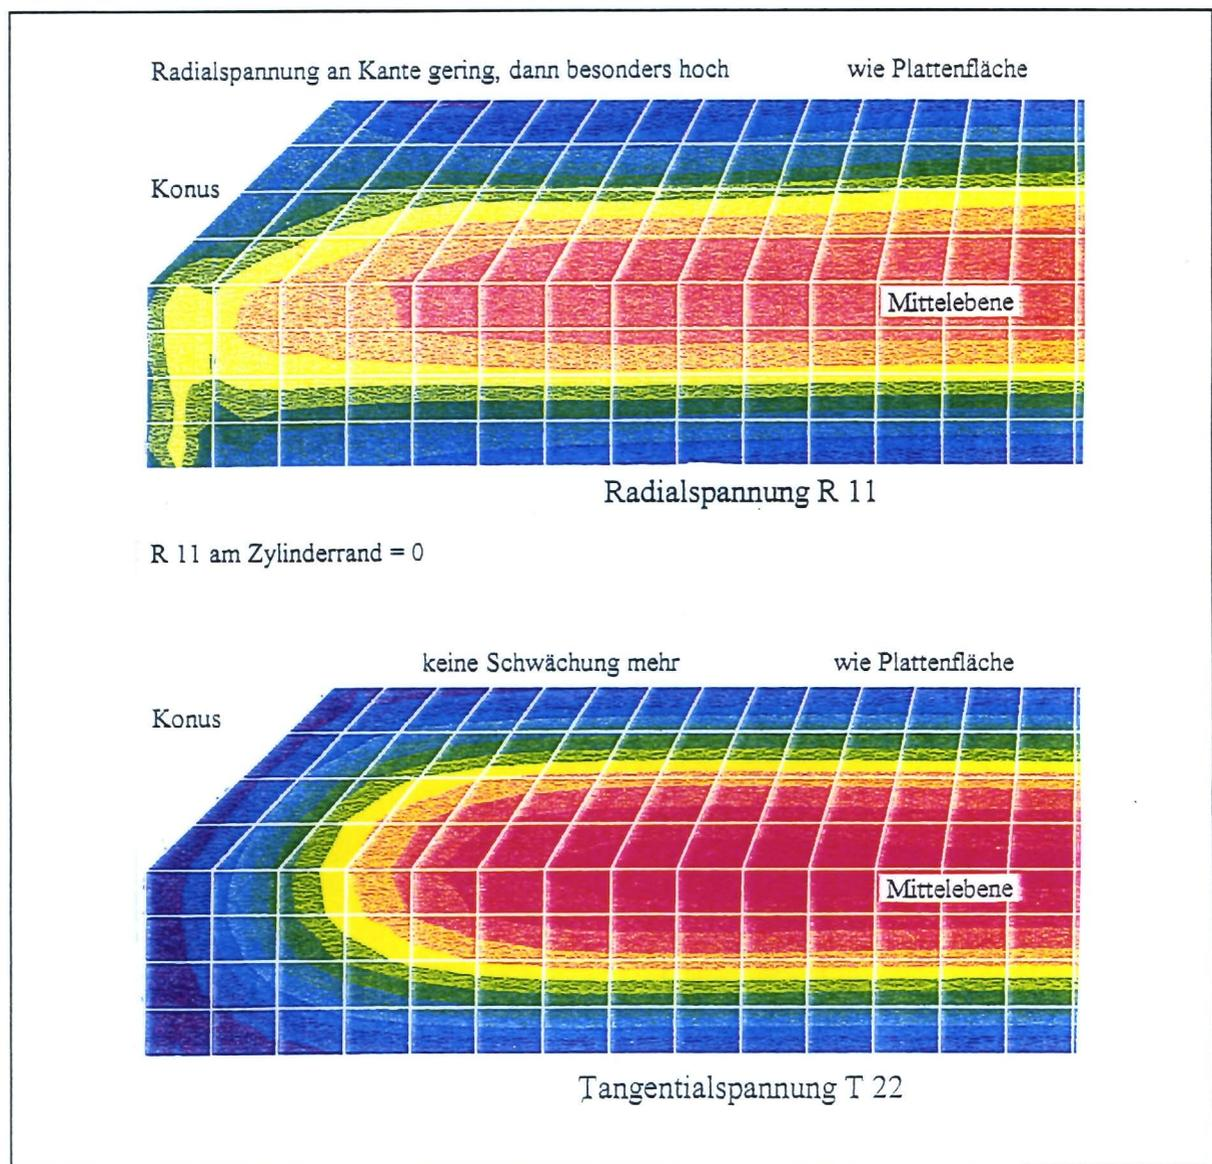 Radialspannung an Kante gering, dann besonders hoch wie Plattenfläche
Konus
Mittelebene
Radialspannung R 11
R 11 am Zylinderrand = 0
keine Schwächung mehr wie Plattenfläche
Konus
Mittelebene
Tangentialspannung T 22